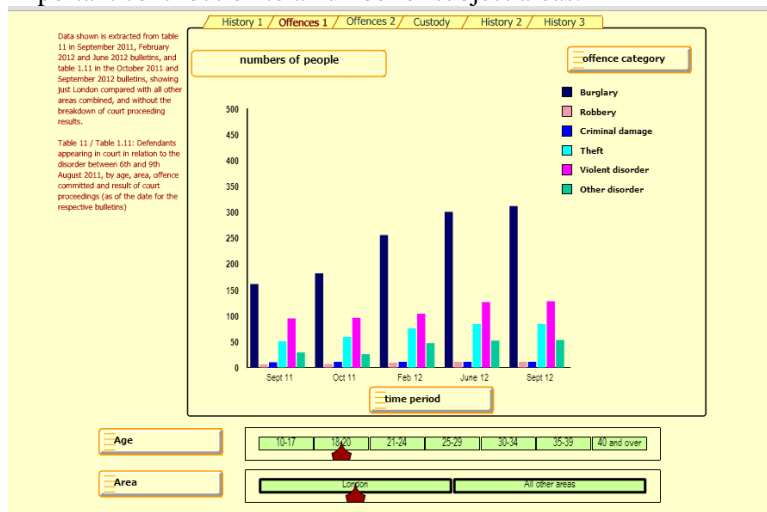 History 1
Offences 1
Offences 2
Custody
History 2
History 3
Data shown is extracted from table
11 in September 2011, February
2012 and June 2012 bulletins, and
table 1.11 in the October 2011 and
September 2012 bulletins, showing
just London compared with all other
areas combined, and without the
breakdown of court proceeding
results.
Table 11 / Table 1.11: Defendants
appearing in court in relation to the
disorder between 6th and 9th
August 2011, by age, area, offence
committed and result of court
proceedings (as of the date for the
respective bulletins)
numbers of people
offence category
Burglary
Robbery
Criminal damage
Theft
Violent disorder
Other disorder
500
450
400
350
300
250
200
150
100
50
0
Sept 11
Oct 11
Feb 12
June 12
Sept 12
time period
Age
10-17
18-20
21-24
25-29
30-34
35-39
40 and over
Area
London
All other areas